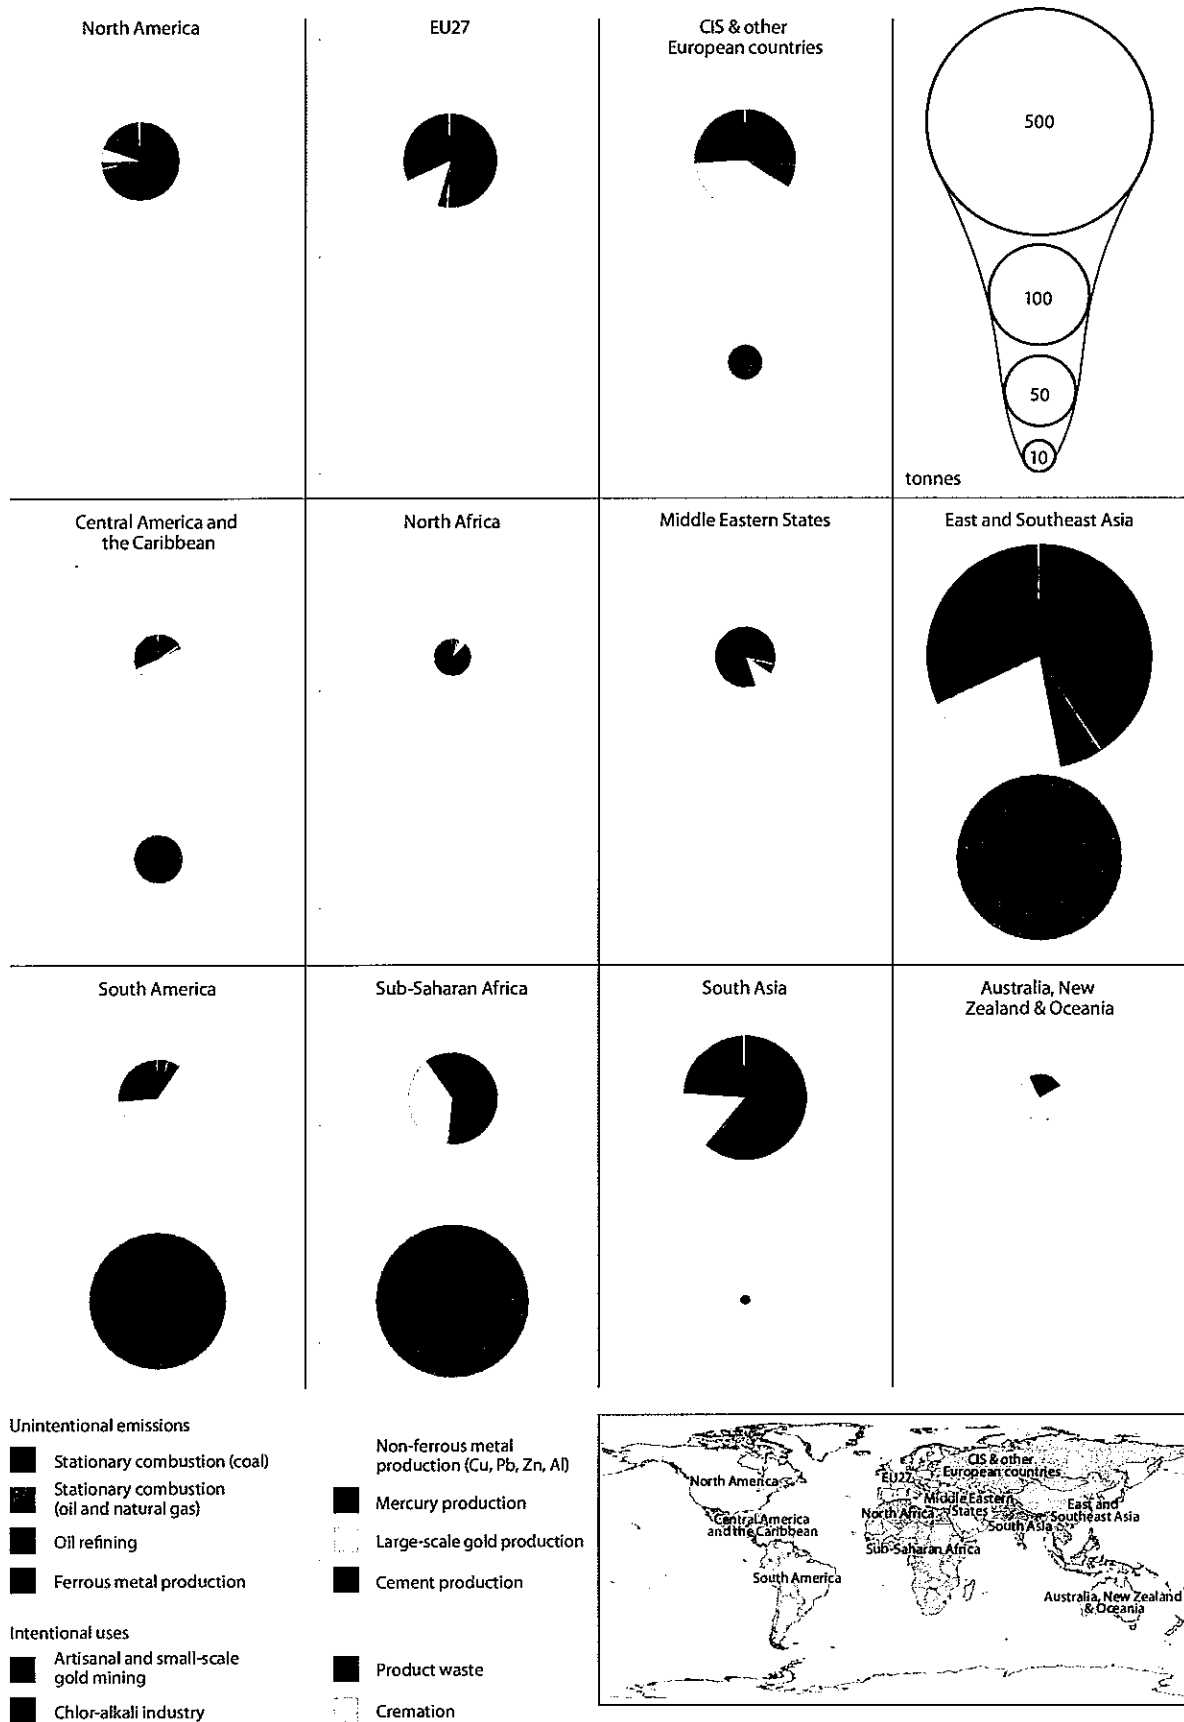 North America
EU27
CIS & other
European countries
500
100
50
10
tonnes
Central America and
the Caribbean
North Africa
Middle Eastern States
East and Southeast Asia
South America
Sub-Saharan Africa
South Asia
Australia, New
Zealand & Oceania
Unintentional emissions
Stationary combustion (coal)
Stationary combustion
(oil and natural gas)
Oil refining
Ferrous metal production
Non-ferrous metal
production (Cu, Pb, Zn, Al)
Mercury production
Large-scale gold production
Cement production
Intentional uses
Artisanal and small-scale
gold mining
Chlor-alkali industry
Product waste
Cremation
North America
EU27
CIS & other
European countries
Central America
and the Caribbean
North Africa
Middle Eastern
States
South Asia
East and
Southeast Asia
Sub-Saharan Africa
South America
Australia, New Zealand
& Oceania